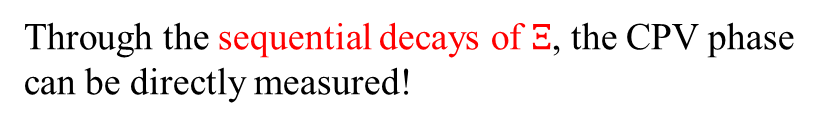 Through the sequential decays of Ξ, the CPV phase
can be directly measured!